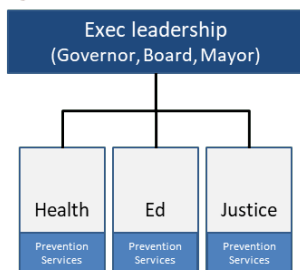 Exec leadership
(Governor, Board, Mayor)
Health
Ed
Justice
Prevention
Services
Prevention
Services
Prevention
Services